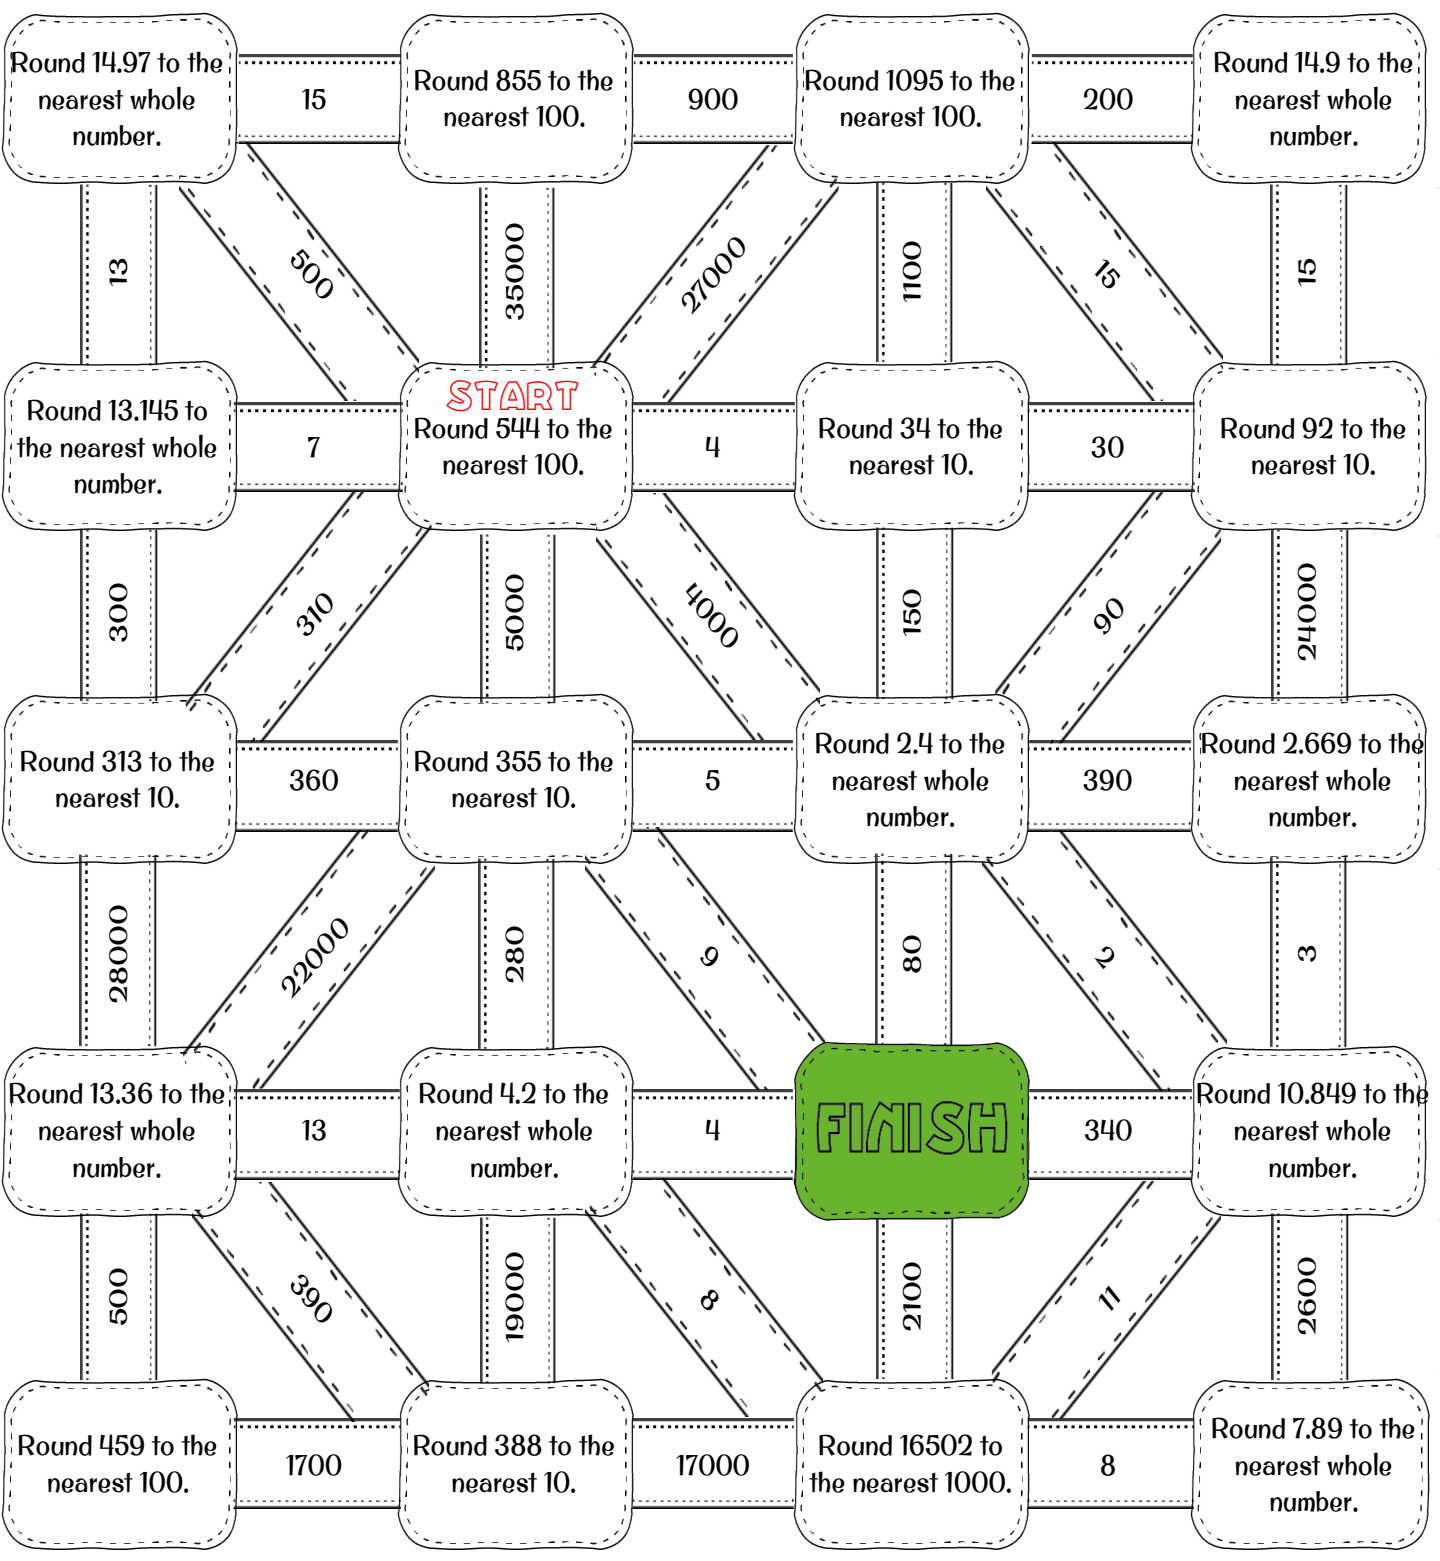 Round 14.97 to the
nearest whole
number.
15
Round 855 to the
nearest 100.
900
Round 1095 to the
nearest 100.
200
Round 14.9 to the
nearest whole
number.
13
500
35000
27000
1100
15
15
Round 13.145 to
the nearest whole
number.
7
START
Round 544 to the
nearest 100.
4
Round 34 to the
nearest 10.
30
Round 92 to the
nearest 10.
300
310
5000
4000
150
90
24000
Round 313 to the
nearest 10.
360
Round 355 to the
nearest 10.
5
Round 2.4 to the
nearest whole
number.
390
Round 2.669 to the
nearest whole
number.
28000
22000
280
9
80
2
3
Round 13.36 to the
nearest whole
number.
13
Round 4.2 to the
nearest whole
number.
4
FINISH
340
Round 10.849 to the
nearest whole
number.
500
390
19000
8
2100
11
2600
Round 459 to the
nearest 100.
1700
Round 388 to the
nearest 10.
17000
Round 16502 to
the nearest 1000.
8
Round 7.89 to the
nearest whole
number.